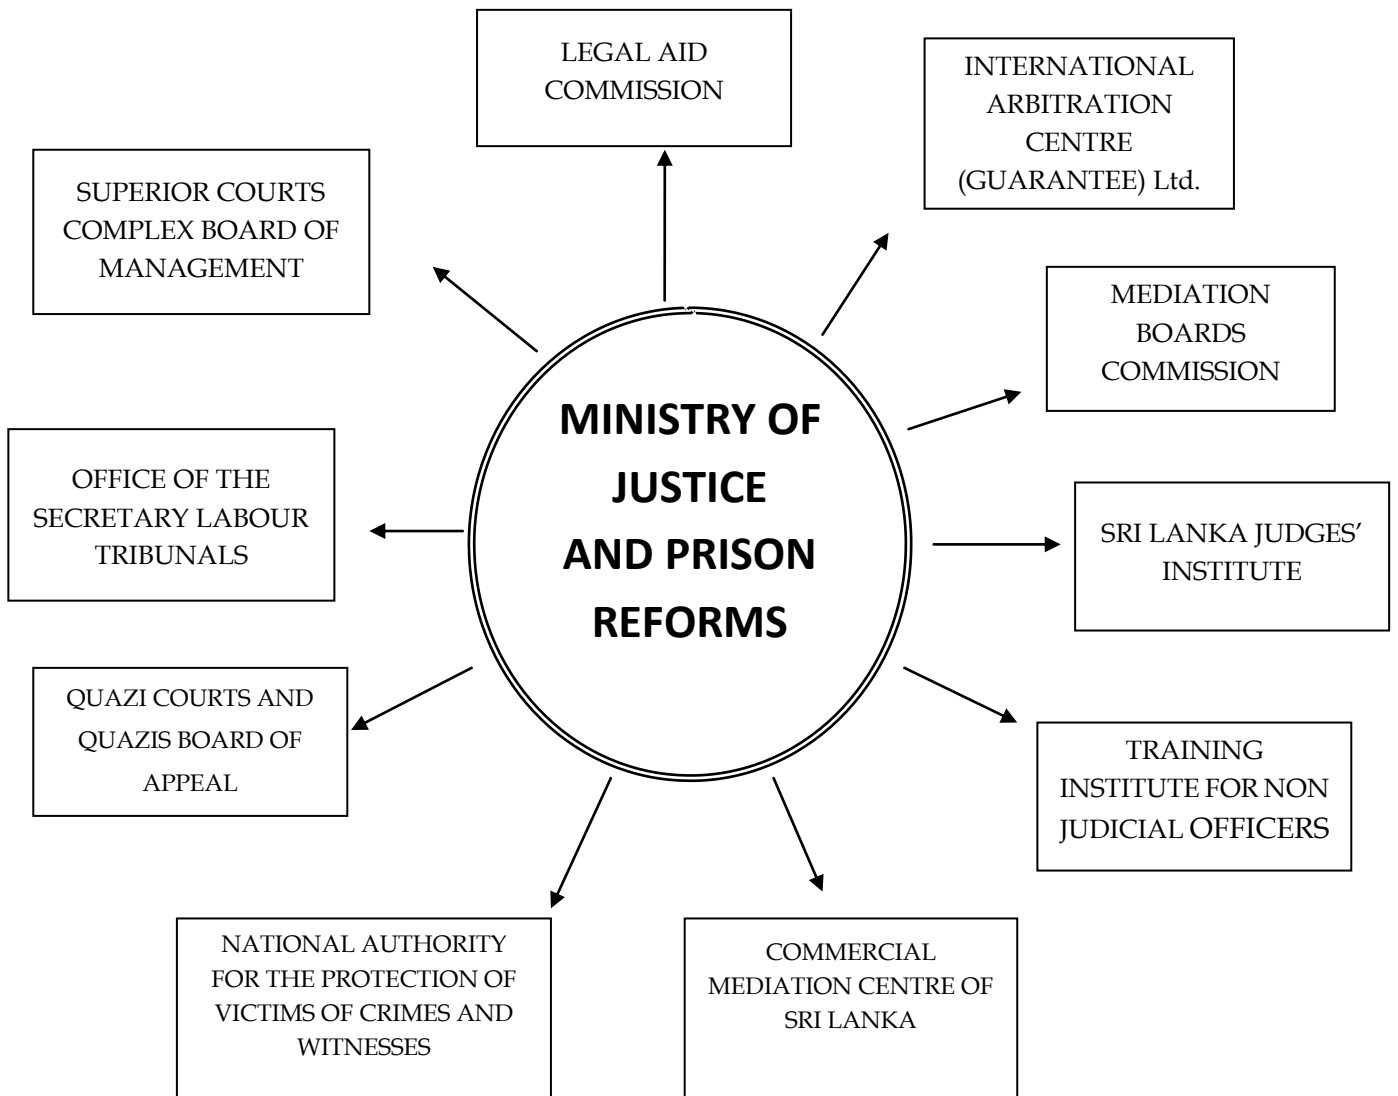 LEGAL AID
COMMISSION
INTERNATIONAL
ARBITRATION
CENTRE
(GUARANTEE) Ltd.
SUPERIOR COURTS
COMPLEX BOARD OF
MANAGEMENT
MEDIATION
BOARDS
COMMISSION
MINISTRY OF
JUSTICE
AND PRISON
REFORMS
OFFICE OF THE
SECRETARY LABOUR
TRIBUNALS
SRI LANKA JUDGES’
INSTITUTE
QUAZI COURTS AND
QUAZIS BOARD OF
APPEAL
TRAINING
INSTITUTE FOR NON
JUDICIAL OFFICERS
NATIONAL AUTHORITY
FOR THE PROTECTION OF
VICTIMS OF CRIMES AND
WITNESSES
COMMERCIAL
MEDIATION CENTRE OF
SRI LANKA